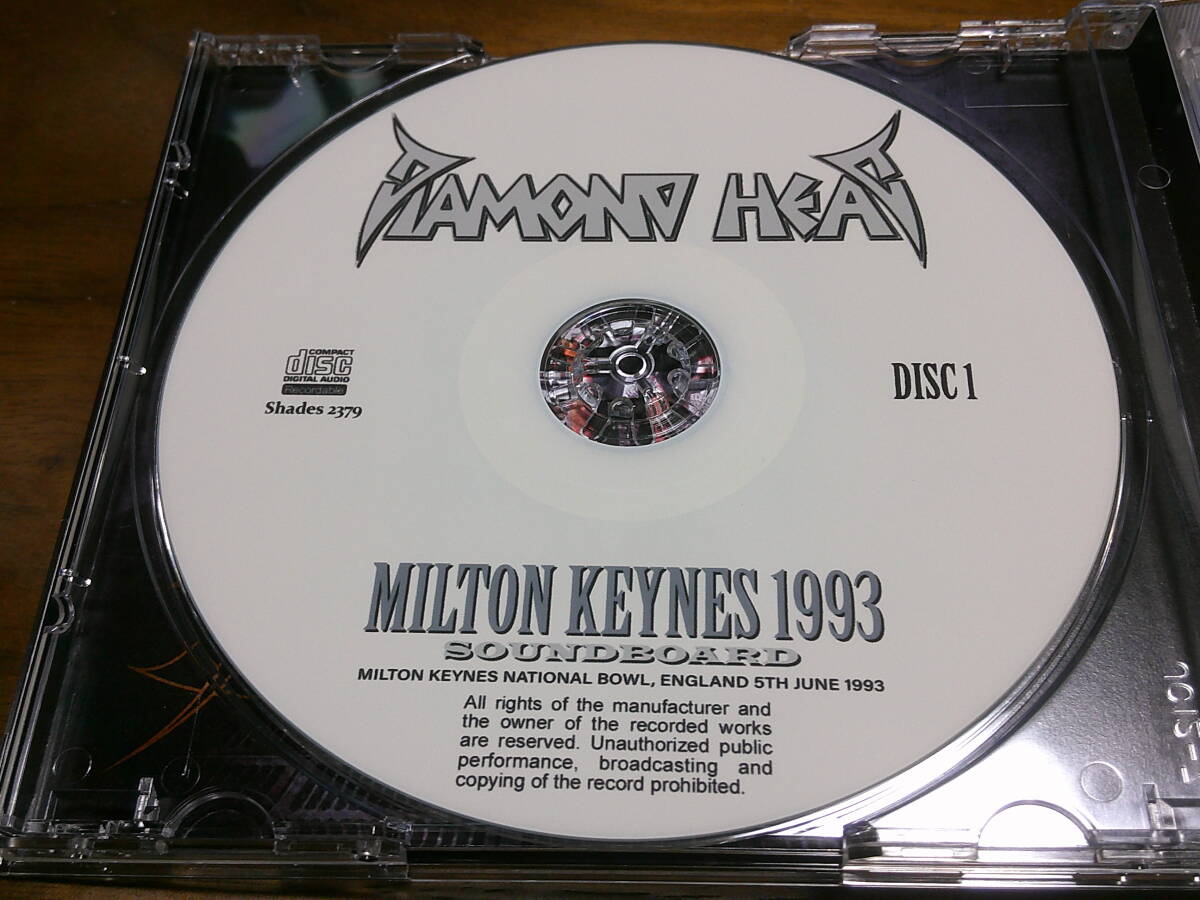 DIAMOND HEAD
COMPACT
disc
DIGITAL AUDIO
Recordable
Shades 2379
DISC 1
MILTON KEYNES 1993
SOUNDBOARD
MILTON KEYNES NATIONAL BOWL, ENGLAND 5TH JUNE 1993
All rights of the manufacturer and
the owner of the recorded works
are reserved. Unauthorized public
performance, broadcasting and
copying of the record prohibited.